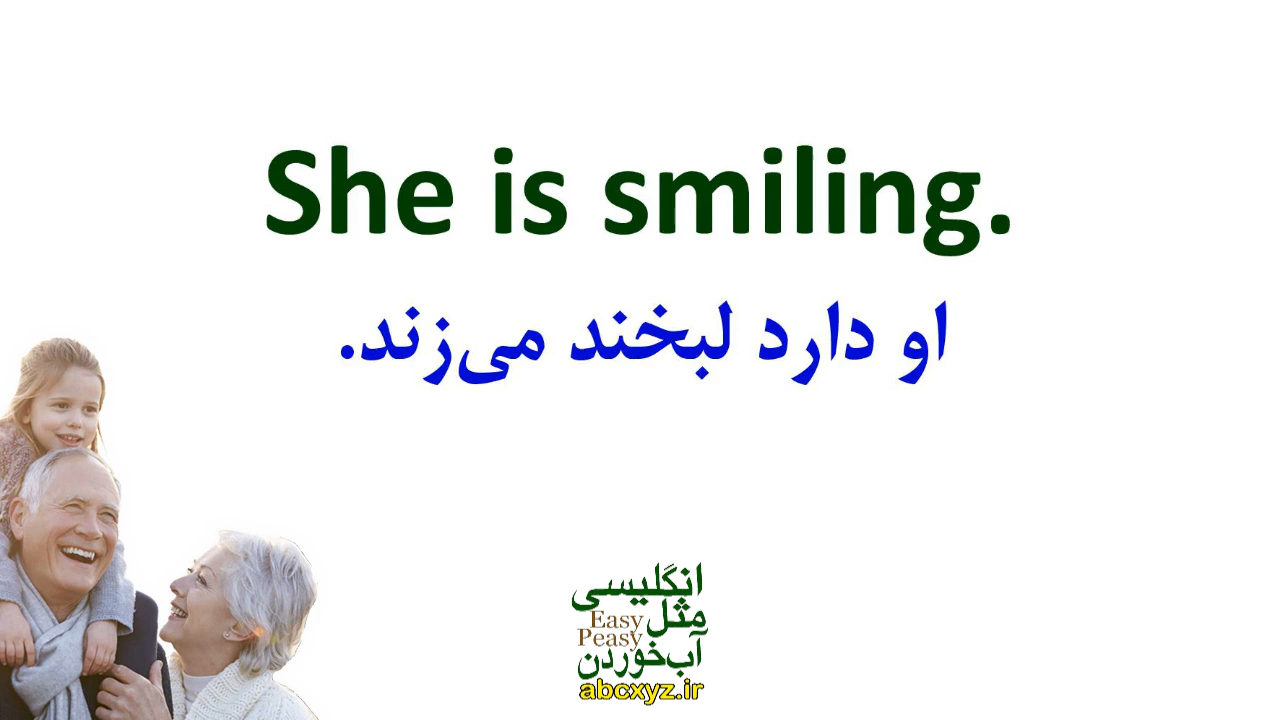 She is smiling.
او دارد لبخند می‌زند.
انگلیسی
مثل
Easy
Peasy
آب‌خوردن
abcxyz.ir